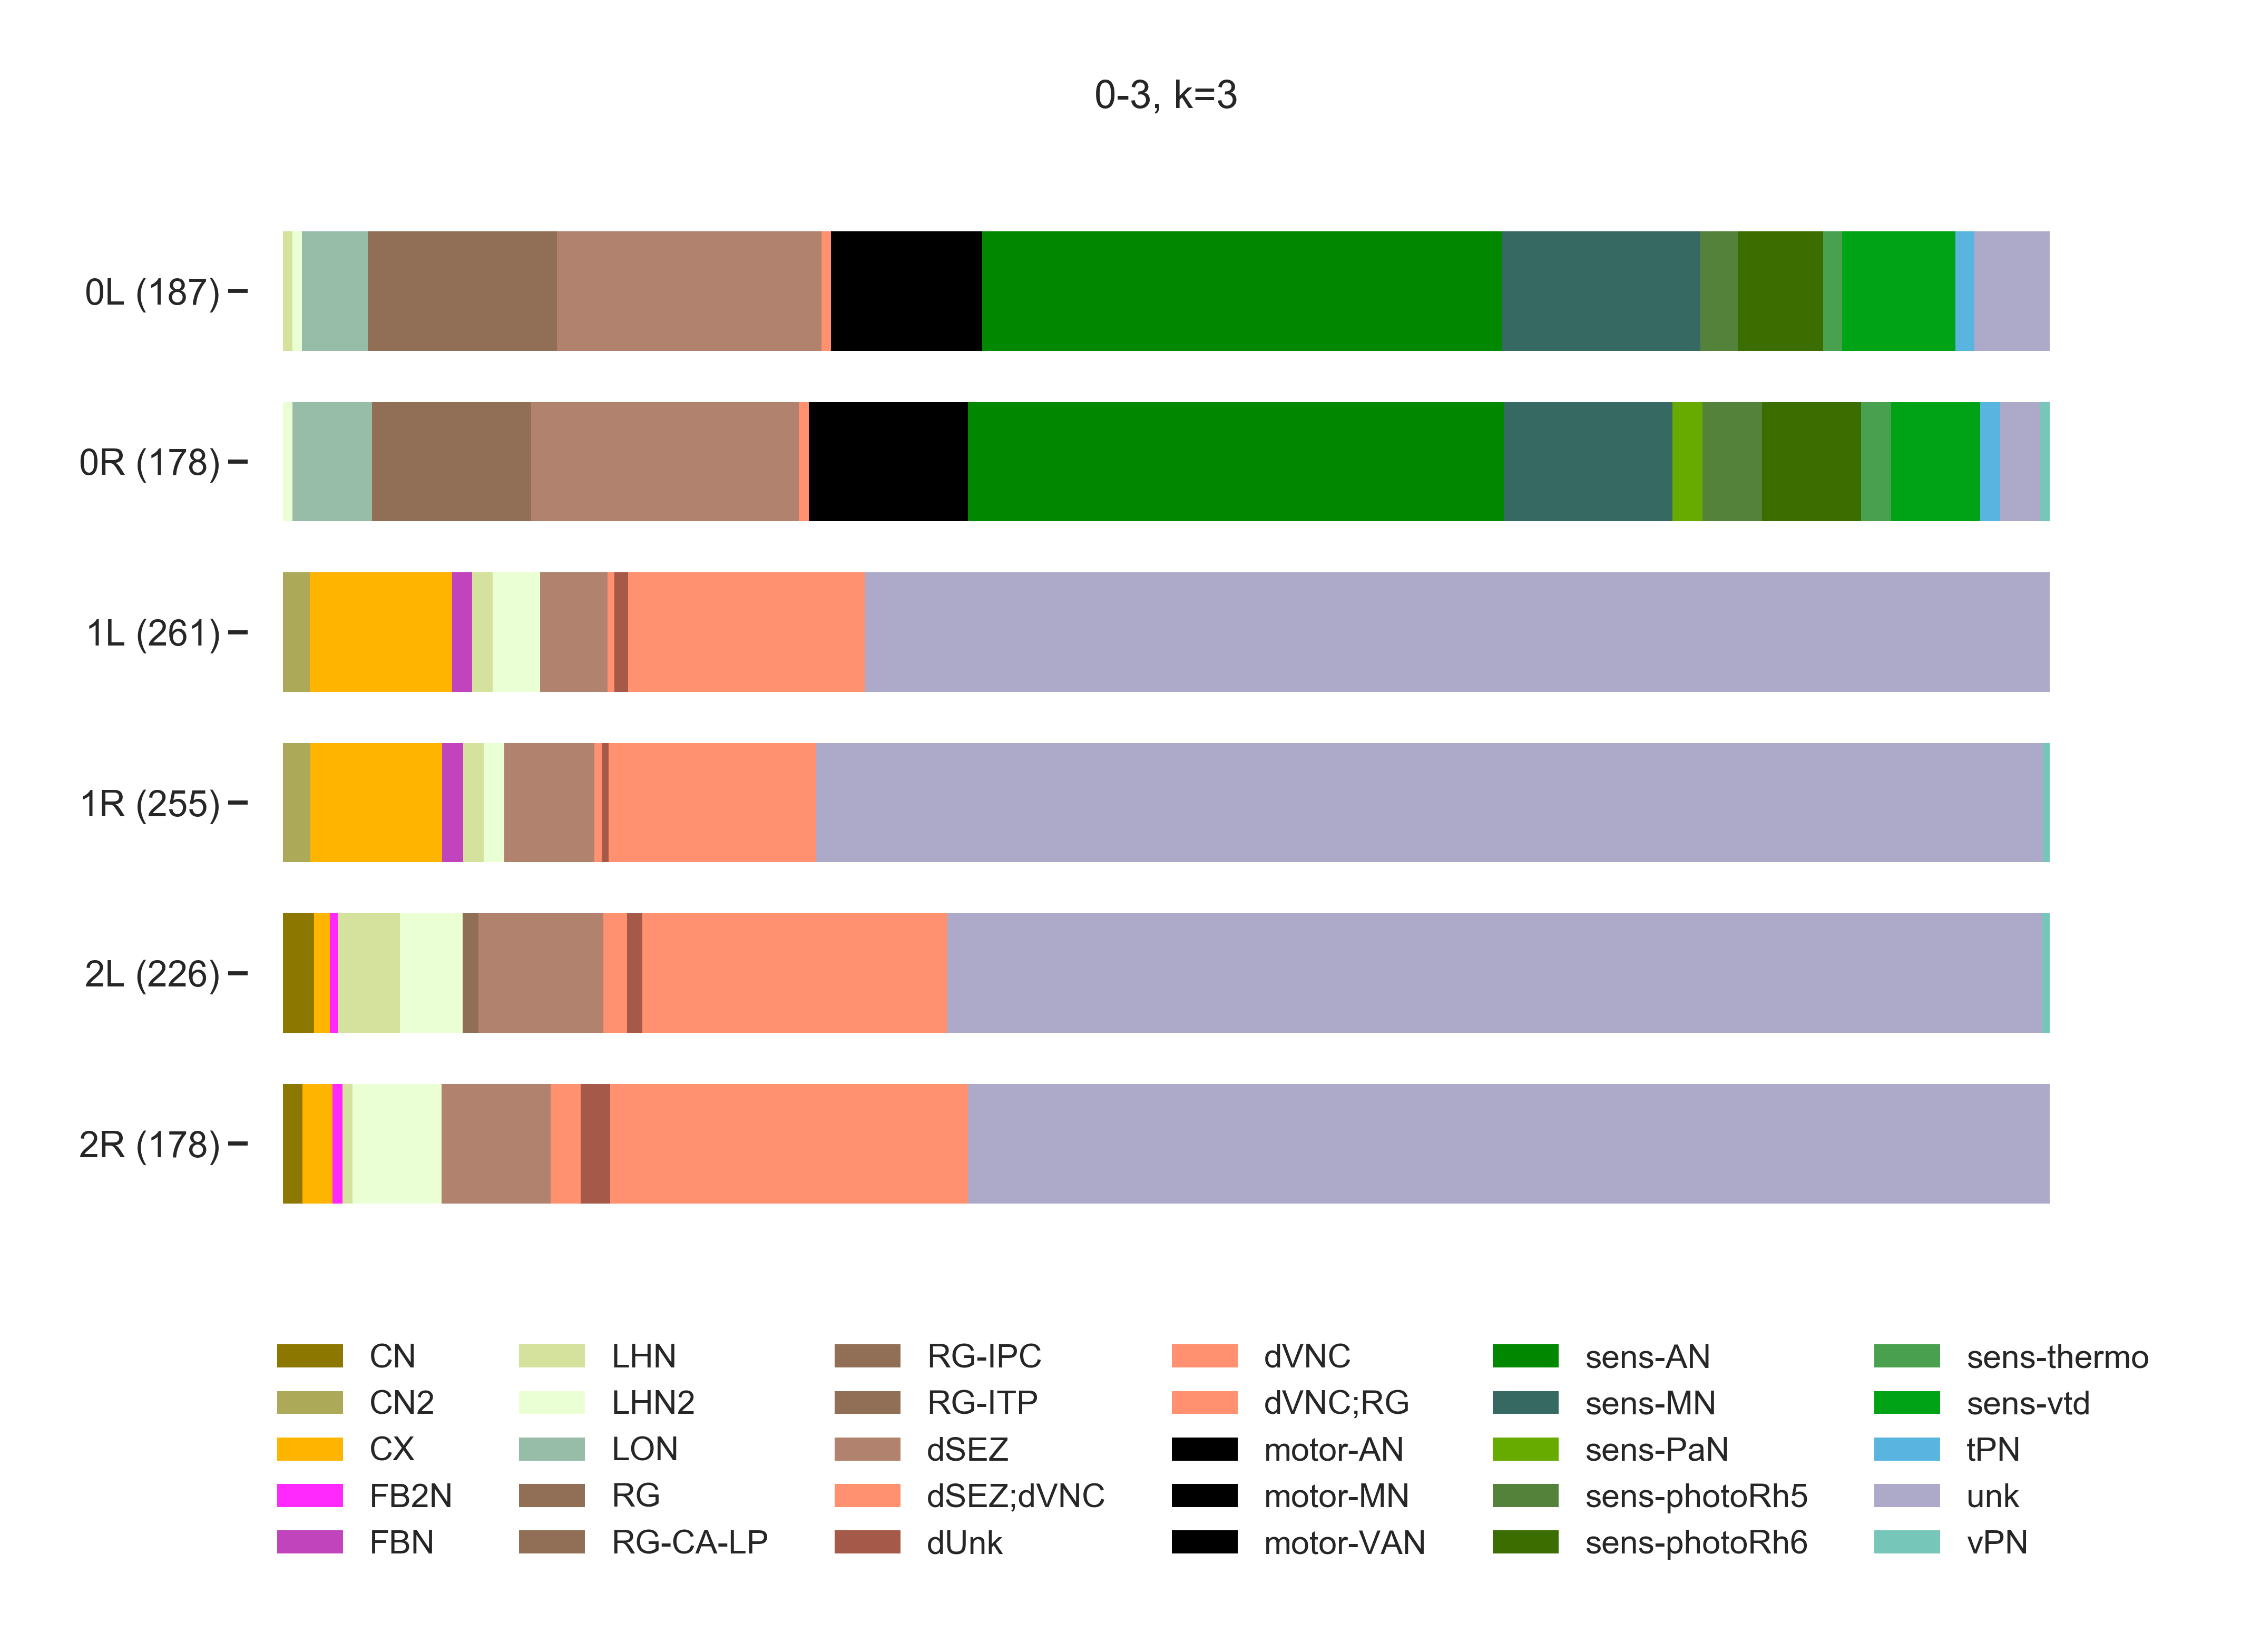 0-3, k=3
0L (187)
0R (178)
1L (261)
1R (255)
2L (226)
2R (178)
CN LHN RG-IPC dVNC sens-AN sens-thermo
CN2 LHN2 RG-ITP dVNC;RG sens-MN sens-vtd
CX LON dSEZ motor-AN sens-PaN tPN
FB2N RG dSEZ;dVNC motor-MN sens-photoRh5 unk
FBN RG-CA-LP dUnk motor-VAN sens-photoRh6 vPN